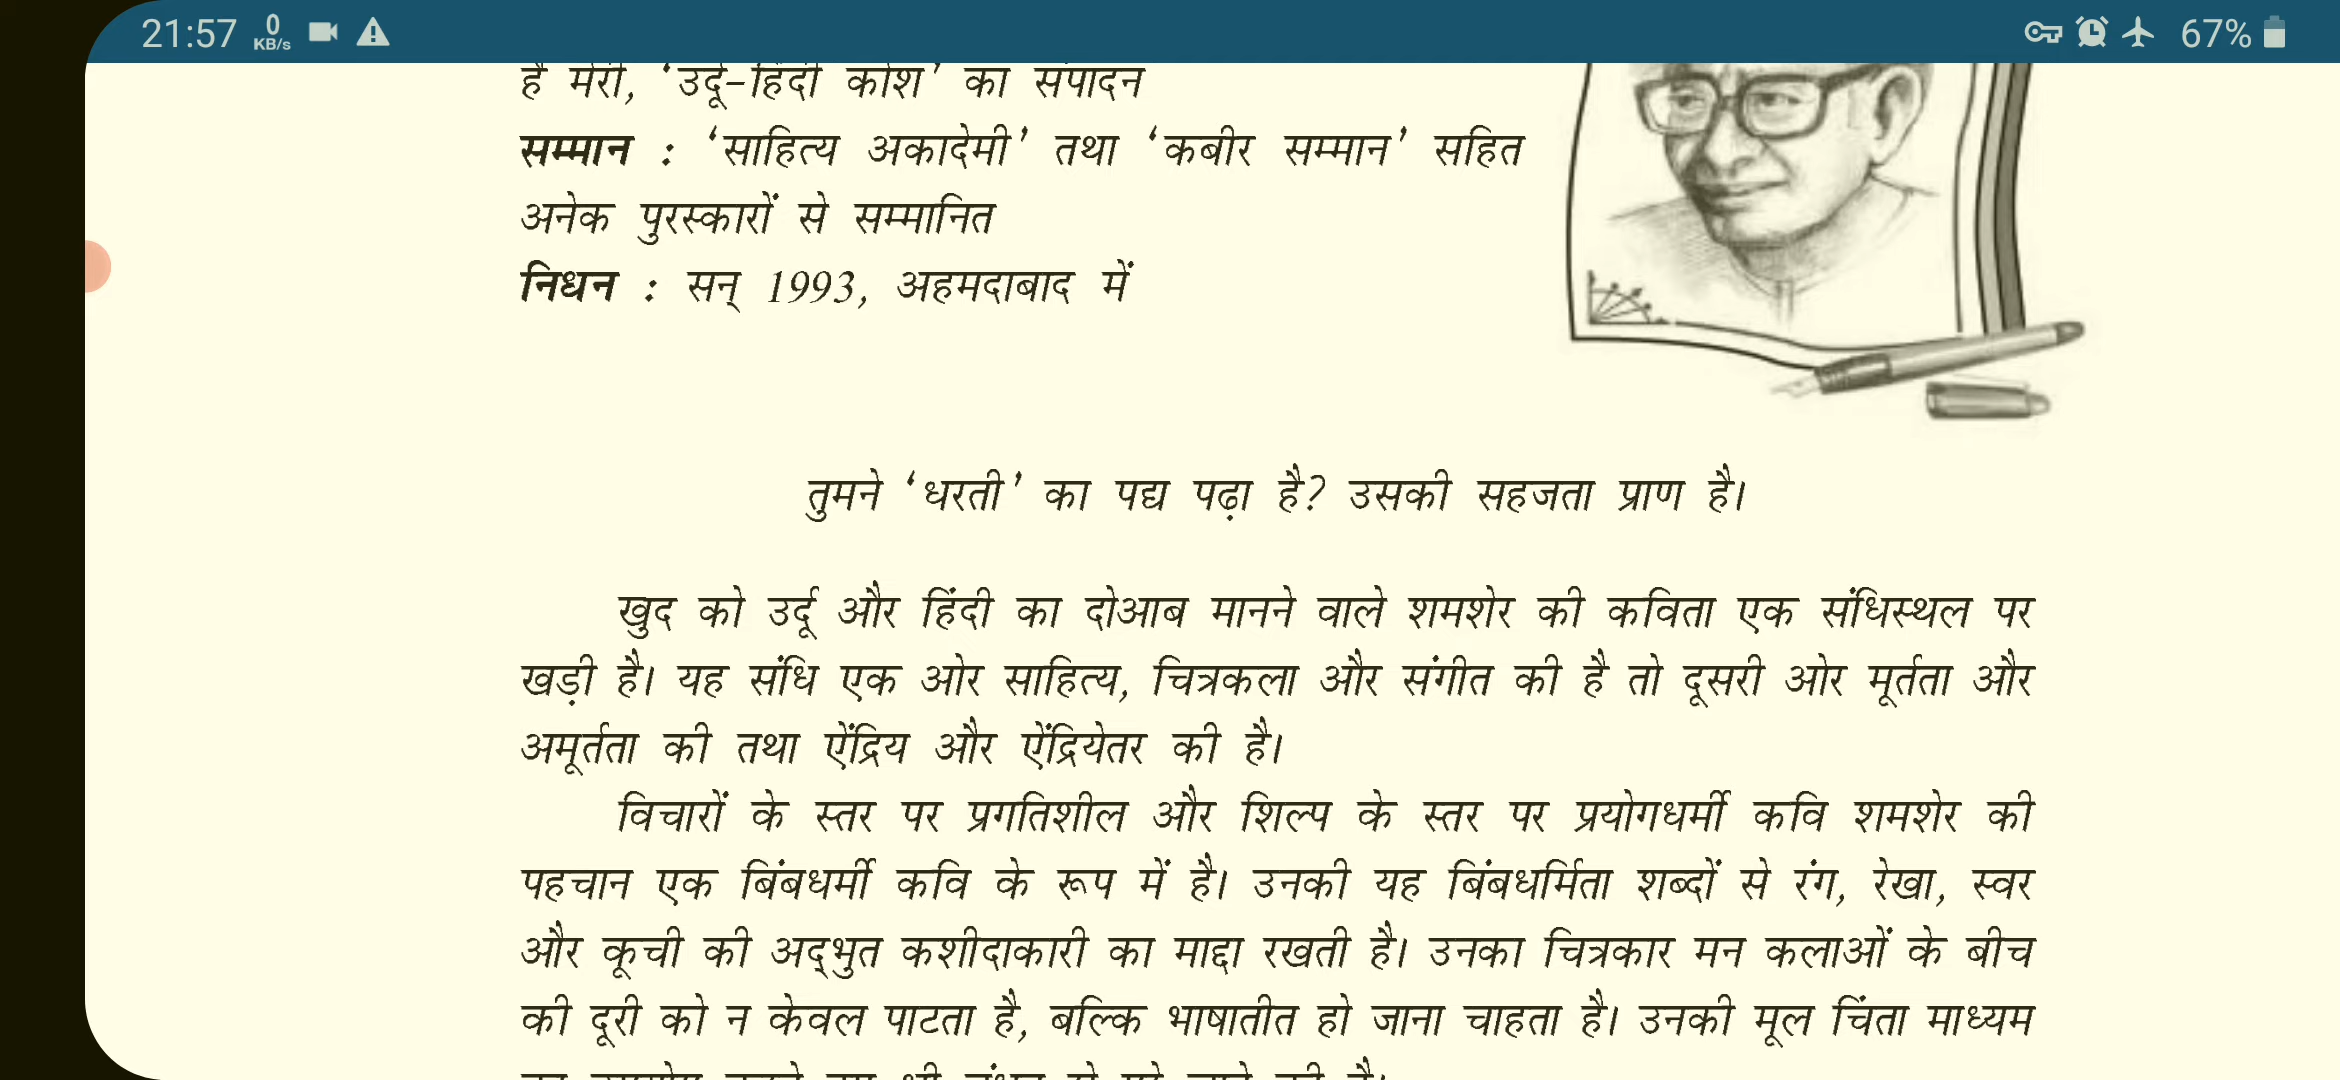 21:57 0 KB/s 67%
है मेरी, ‘उर्दू-हिंदी कोश’ का संपादन
सम्मान : ‘साहित्य अकादेमी’ तथा ‘कबीर सम्मान’ सहित
अनेक पुरस्कारों से सम्मानित
निधन : सन् 1993, अहमदाबाद में
तुमने ‘धरती’ का पद्य पढ़ा है? उसकी सहजता प्राण है।
खुद को उर्दू और हिंदी का दोआब मानने वाले शमशेर की कविता एक संधिस्थल पर
खड़ी है। यह संधि एक ओर साहित्य, चित्रकला और संगीत की है तो दूसरी ओर मूर्तता और
अमूर्तता की तथा ऐंद्रिय और ऐंद्रियेतर की है।
विचारों के स्तर पर प्रगतिशील और शिल्प के स्तर पर प्रयोगधर्मी कवि शमशेर की
पहचान एक बिंबधर्मी कवि के रूप में है। उनकी यह बिंबधर्मिता शब्दों से रंग, रेखा, स्वर
और कूची की अद्भुत कशीदाकारी का माद्दा रखती है। उनका चित्रकार मन कलाओं के बीच
की दूरी को न केवल पाटता है, बल्कि भाषातीत हो जाना चाहता है। उनकी मूल चिंता माध्यम